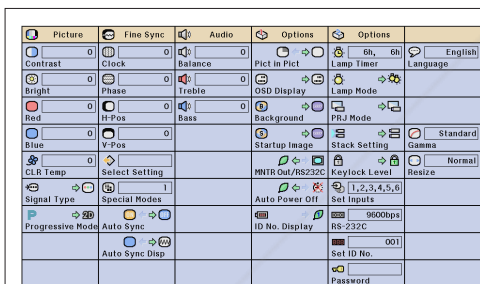 Picture Fine Sync Audio Options Options
0 0 0 6h, 6h English
Contrast Clock Balance Pict in Pict Lamp Timer Language
0 0 0
Bright Phase Treble OSD Display Lamp Mode
0 0 0
Red H-Pos Bass Background PRJ Mode
0 0 Standard
Blue V-Pos Startup Image Stack Setting Gamma
0 Normal
CLR Temp Select Setting MNTR Out/RS232C Keylock Level Resize
1 1,2,3,4,5,6
Signal Type Special Modes Auto Power Off Set Inputs
P 2D 9600bps
Progressive Mode Auto Sync ID No. Display RS-232C
001
Auto Sync Disp Set ID No.
Password